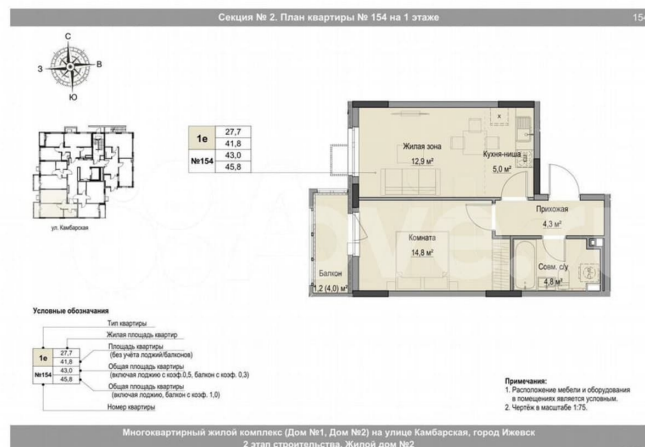 Секция № 2. План квартиры № 154 на 1 этаже
154
С
З
В
Ю
ул. Камбарская
1е
27,7
41,8
№154
43,0
45,8
Жилая зона
12,9 м²
х
Кухня-ниша
5,0 м²
Прихожая
4,3 м²
Комната
14,8 м²
Совм. с/у
4,8 м²
Балкон
1,2 (4,0) м²
Условные обозначания
Тип квартиры
Жилая площадь квартир
1е
27,7
41,8
№154
43,0
45,8
Площадь квартиры
(без учёта лоджий/балконов)
Общая площадь квартиры
(включая лоджию с коэф.0,5, балкон с коэф. 0,3)
Общая площадь квартиры
(включая лоджию, балкон с коэф. 1,0)
Номер квартиры
Примечания:
1. Расположение мебели и оборудования
в помещениях является условным.
2. Чертёж в масштабе 1:75.
Многоквартирный жилой комплекс (Дом №1, Дом №2) на улице Камбарская, город Ижевск
2 этап строительства. Жилой дом №2